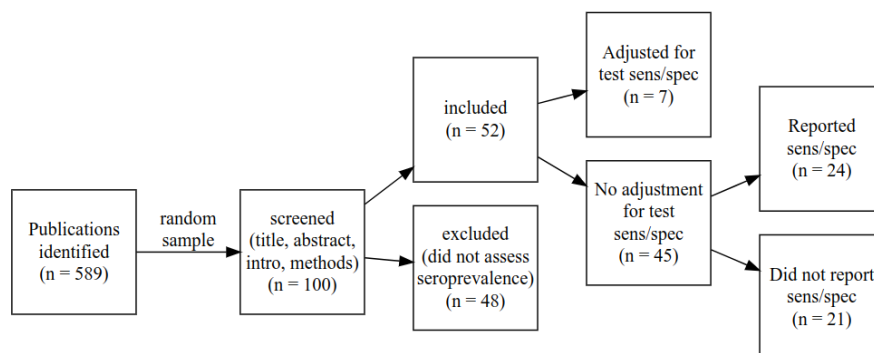 Publications
identified
(n = 589)
random
sample
screened
(title, abstract,
intro, methods)
(n = 100)
included
(n = 52)
excluded
(did not assess
seroprevalence)
(n = 48)
Adjusted for
test sens/spec
(n = 7)
No adjustment
for test
sens/spec
(n = 45)
Reported
sens/spec
(n = 24)
Did not report
sens/spec
(n = 21)